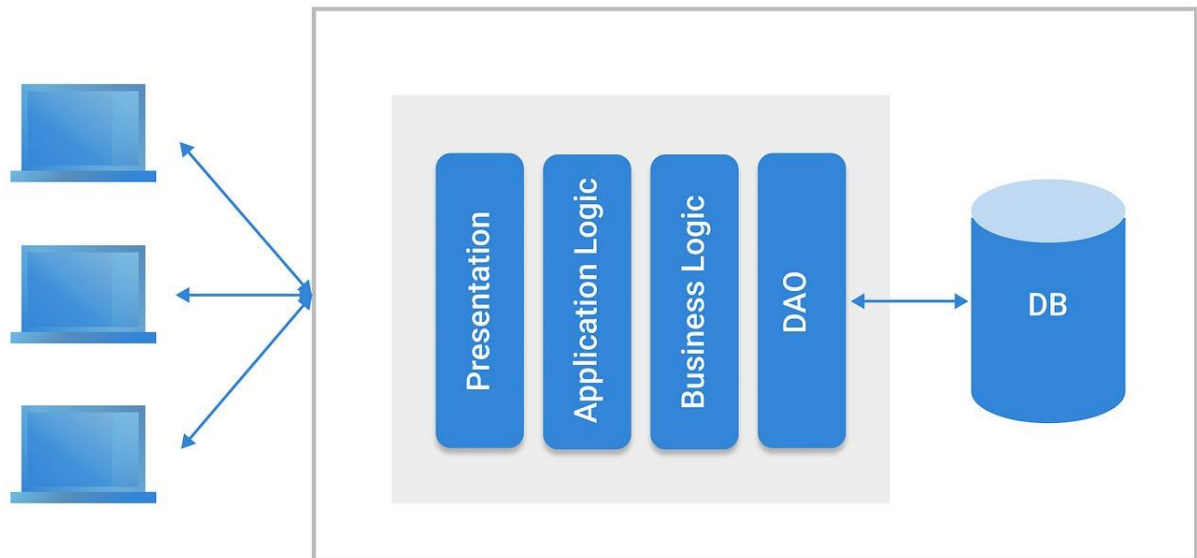 Presentation
Application Logic
Business Logic
DAO
DB